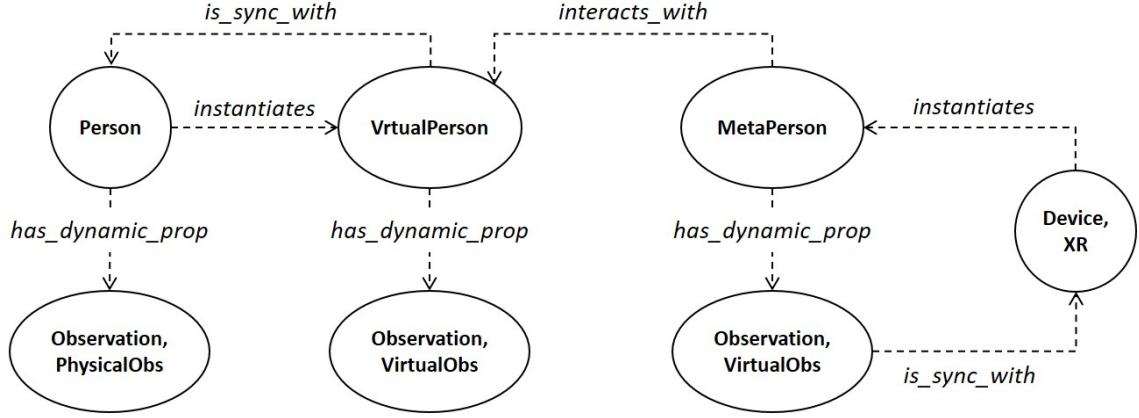 is_sync_with
interacts_with
Person
instantiates
VrtualPerson
MetaPerson
instantiates
has_dynamic_prop
has_dynamic_prop
has_dynamic_prop
Device,
XR
Observation,
PhysicalObs
Observation,
VirtualObs
Observation,
VirtualObs
is_sync_with